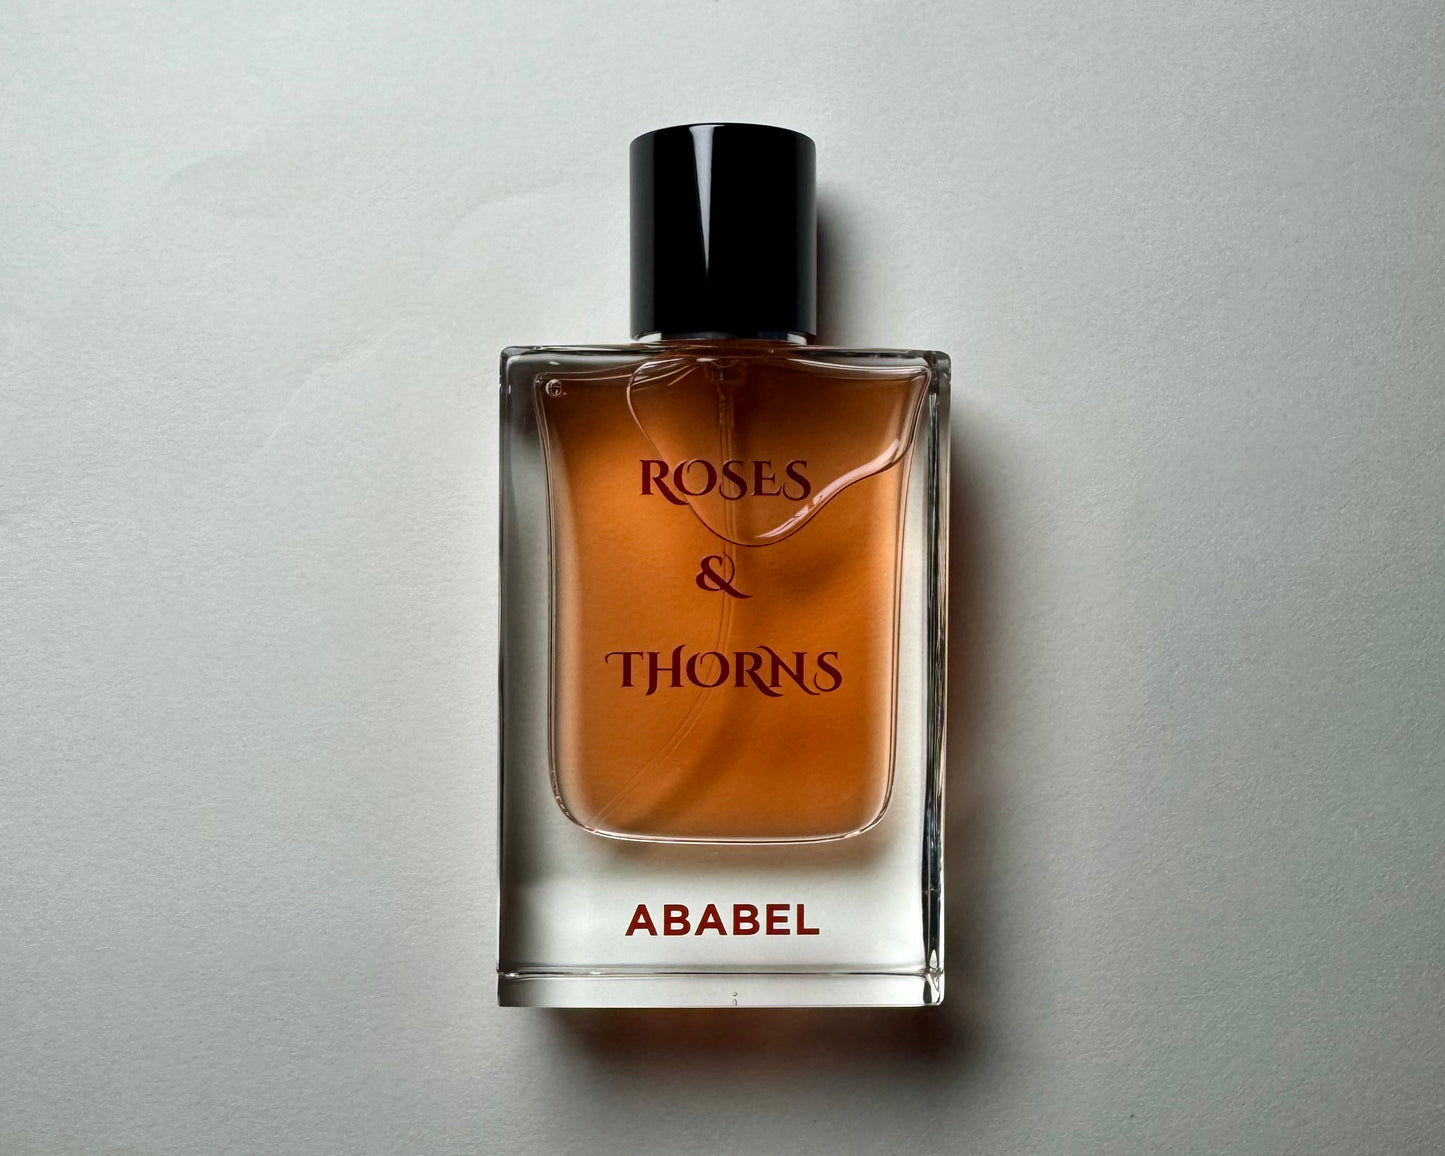 ROSES
&
THORNS
ABABEL